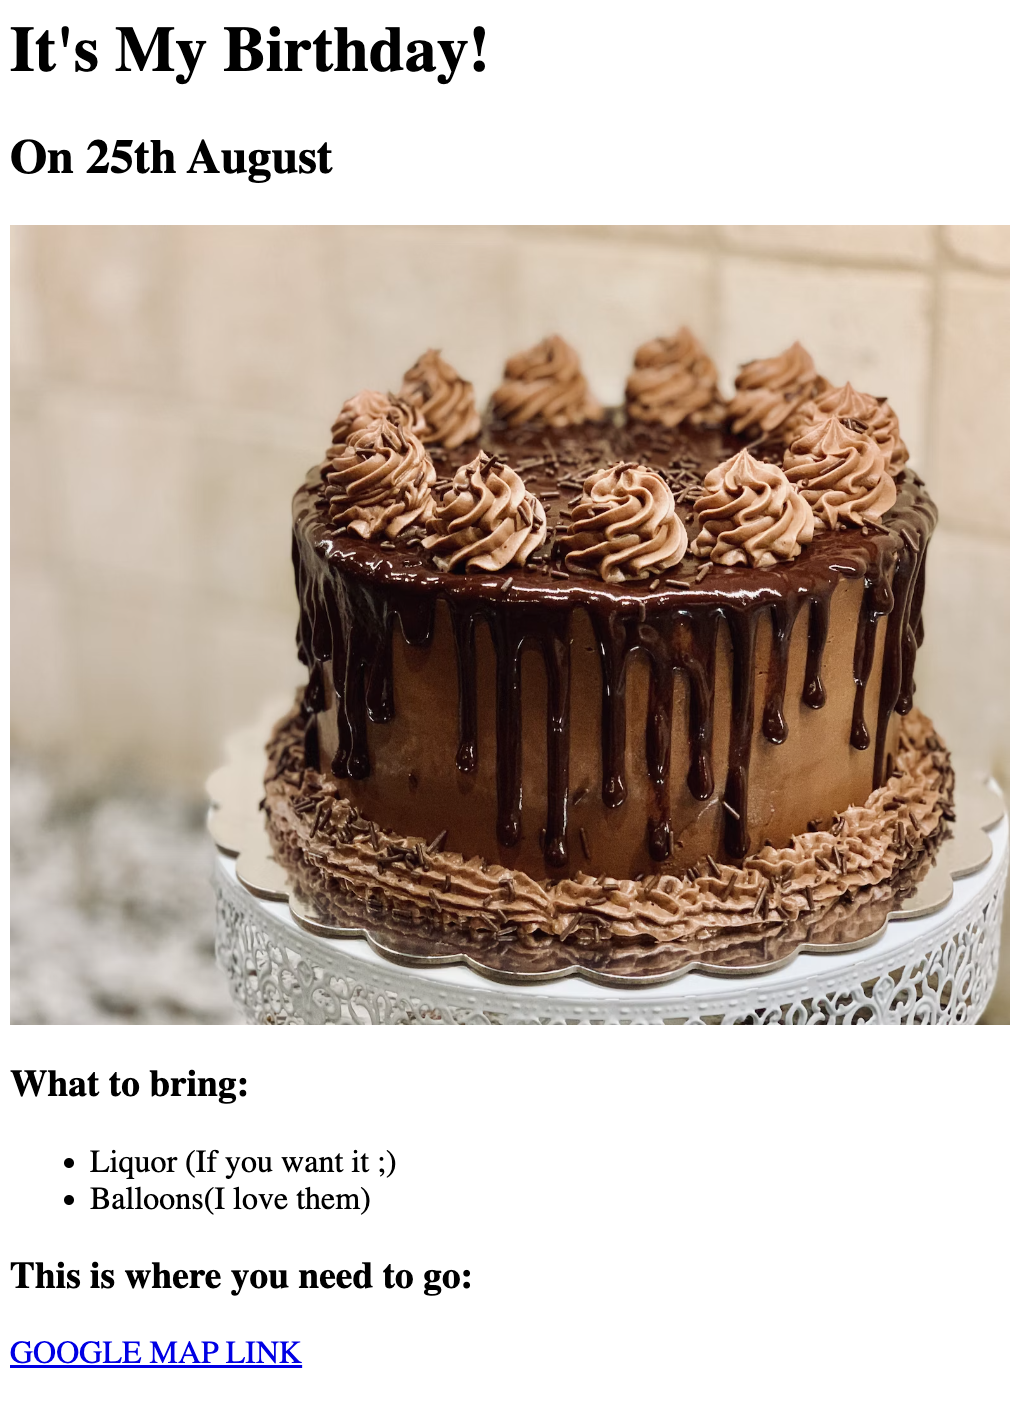 It's My Birthday!
On 25th August
What to bring:
Liquor (If you want it ;)
Balloons(I love them)
This is where you need to go:
GOOGLE MAP LINK